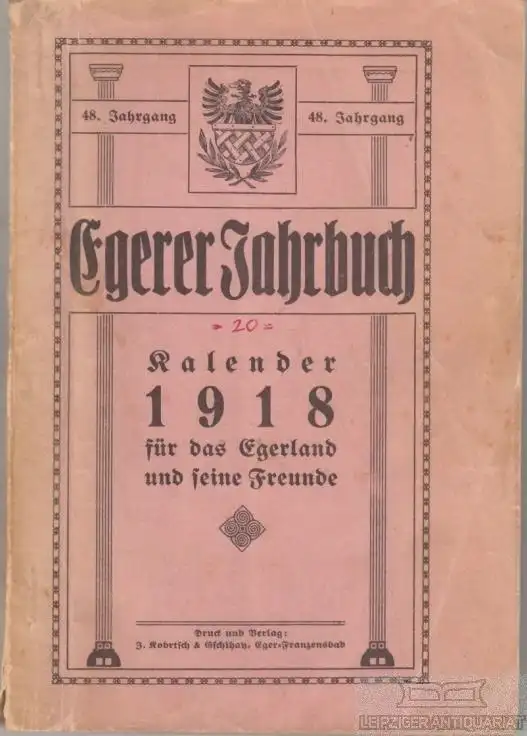 48. Jahrgang
48. Jahrgang
Egerer Jahrbuch
= 20 =
Kalender
1918
für das Egerland
und seine Freunde
Druck und Verlag:
J. Kobrtsch & Gschihay, Eger-Franzensbad
LEIPZIGER ANTIQUARIAT